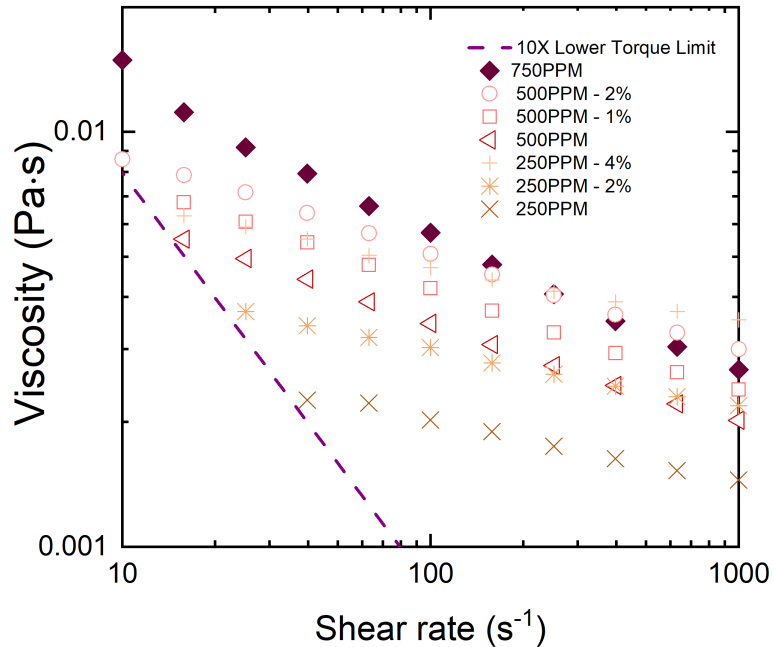 10X Lower Torque Limit
750PPM
500PPM - 2%
500PPM - 1%
500PPM
250PPM - 4%
250PPM - 2%
250PPM
0.01
0.001
Viscosity (Pa·s)
10
100
1000
Shear rate (s⁻¹)